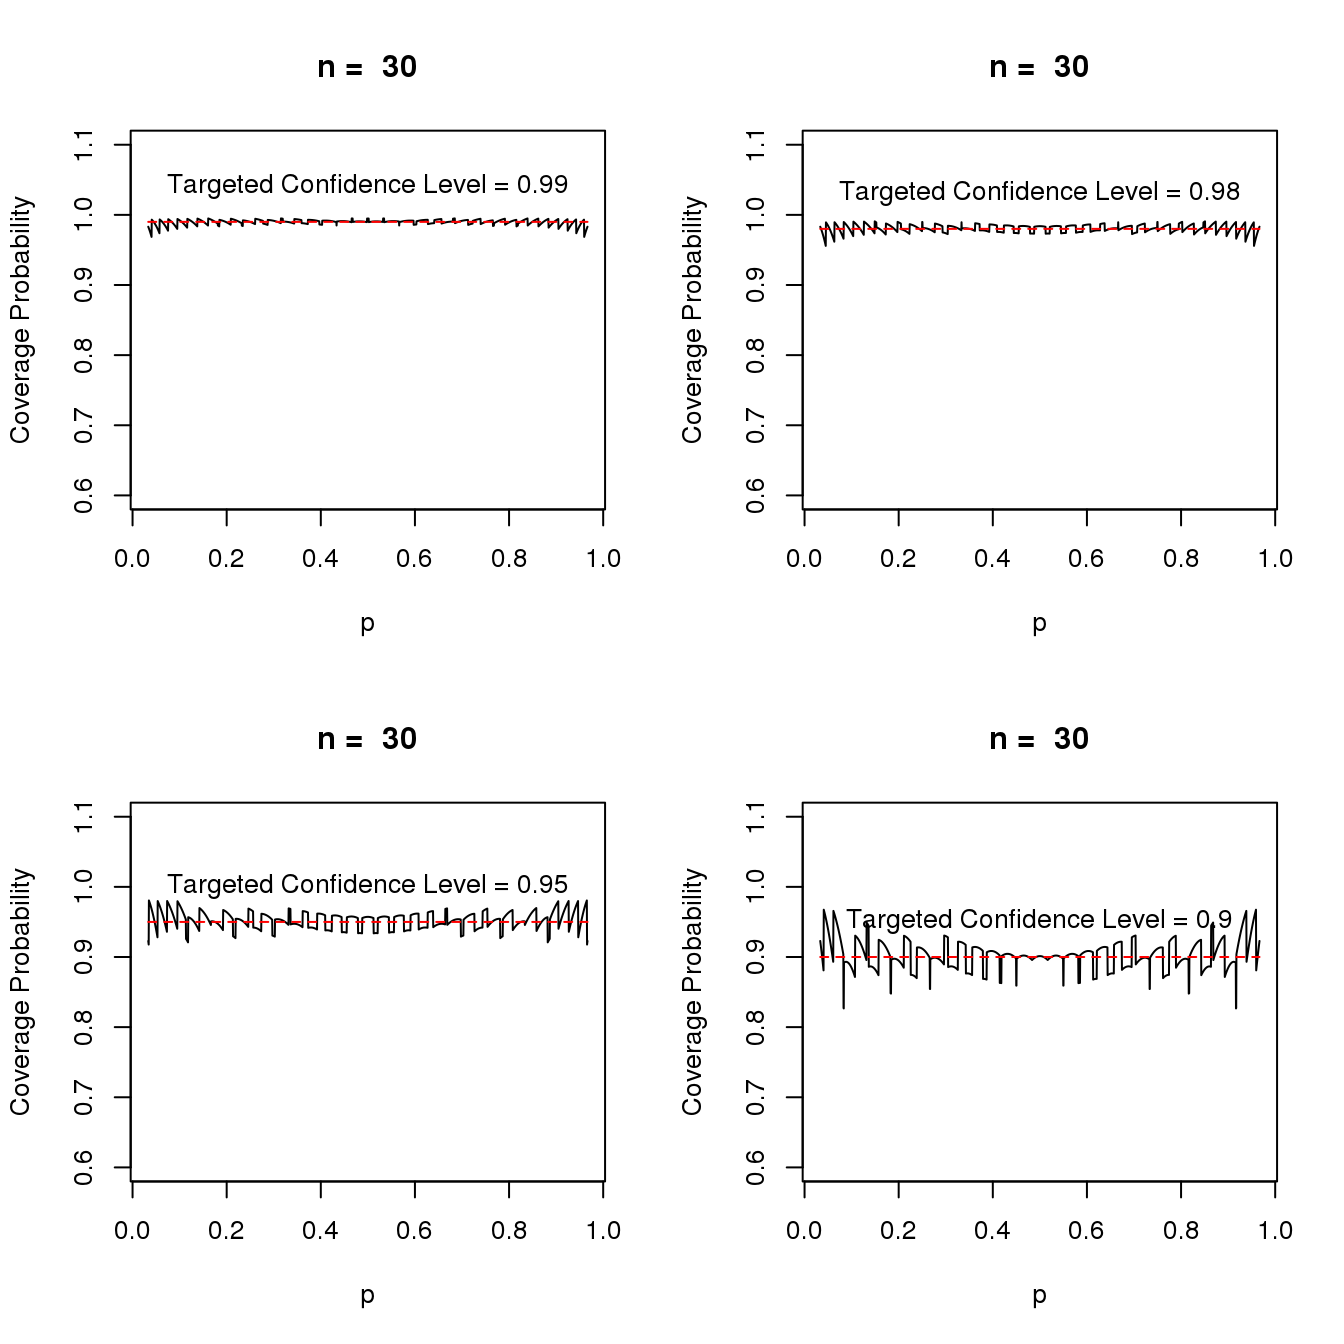 n =  30
Targeted Confidence Level = 0.99
Coverage Probability
1.1
1.0
0.9
0.8
0.7
0.6
0.0 0.2 0.4 0.6 0.8 1.0
p
n =  30
Targeted Confidence Level = 0.98
Coverage Probability
1.1
1.0
0.9
0.8
0.7
0.6
0.0 0.2 0.4 0.6 0.8 1.0
p
n =  30
Targeted Confidence Level = 0.95
Coverage Probability
1.1
1.0
0.9
0.8
0.7
0.6
0.0 0.2 0.4 0.6 0.8 1.0
p
n =  30
Targeted Confidence Level = 0.9
Coverage Probability
1.1
1.0
0.9
0.8
0.7
0.6
0.0 0.2 0.4 0.6 0.8 1.0
p